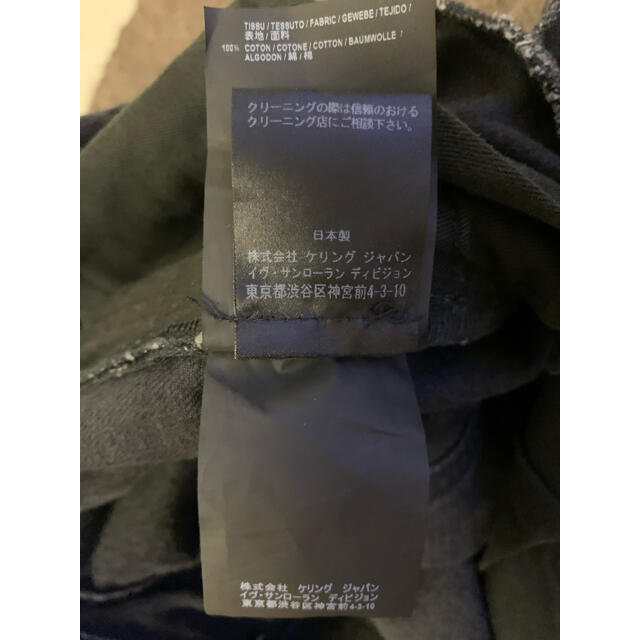 TISSU / TESSUTO / FABRIC / GEWEBE / TEJIDO /
表地 / 面料
100% COTON / COTONE / COTTON / BAUMWOLLE /
ALGODON / 綿 / 棉
クリーニングの際は信頼のおける
クリーニング店にご相談下さい。
日本製
株式会社 ケリング ジャパン
イヴ・サンローラン ディビジョン
東京都渋谷区神宮前4-3-10
株式会社 ケリング ジャパン
イヴ・サンローラン ディビジョン
東京都渋谷区神宮前4-3-10